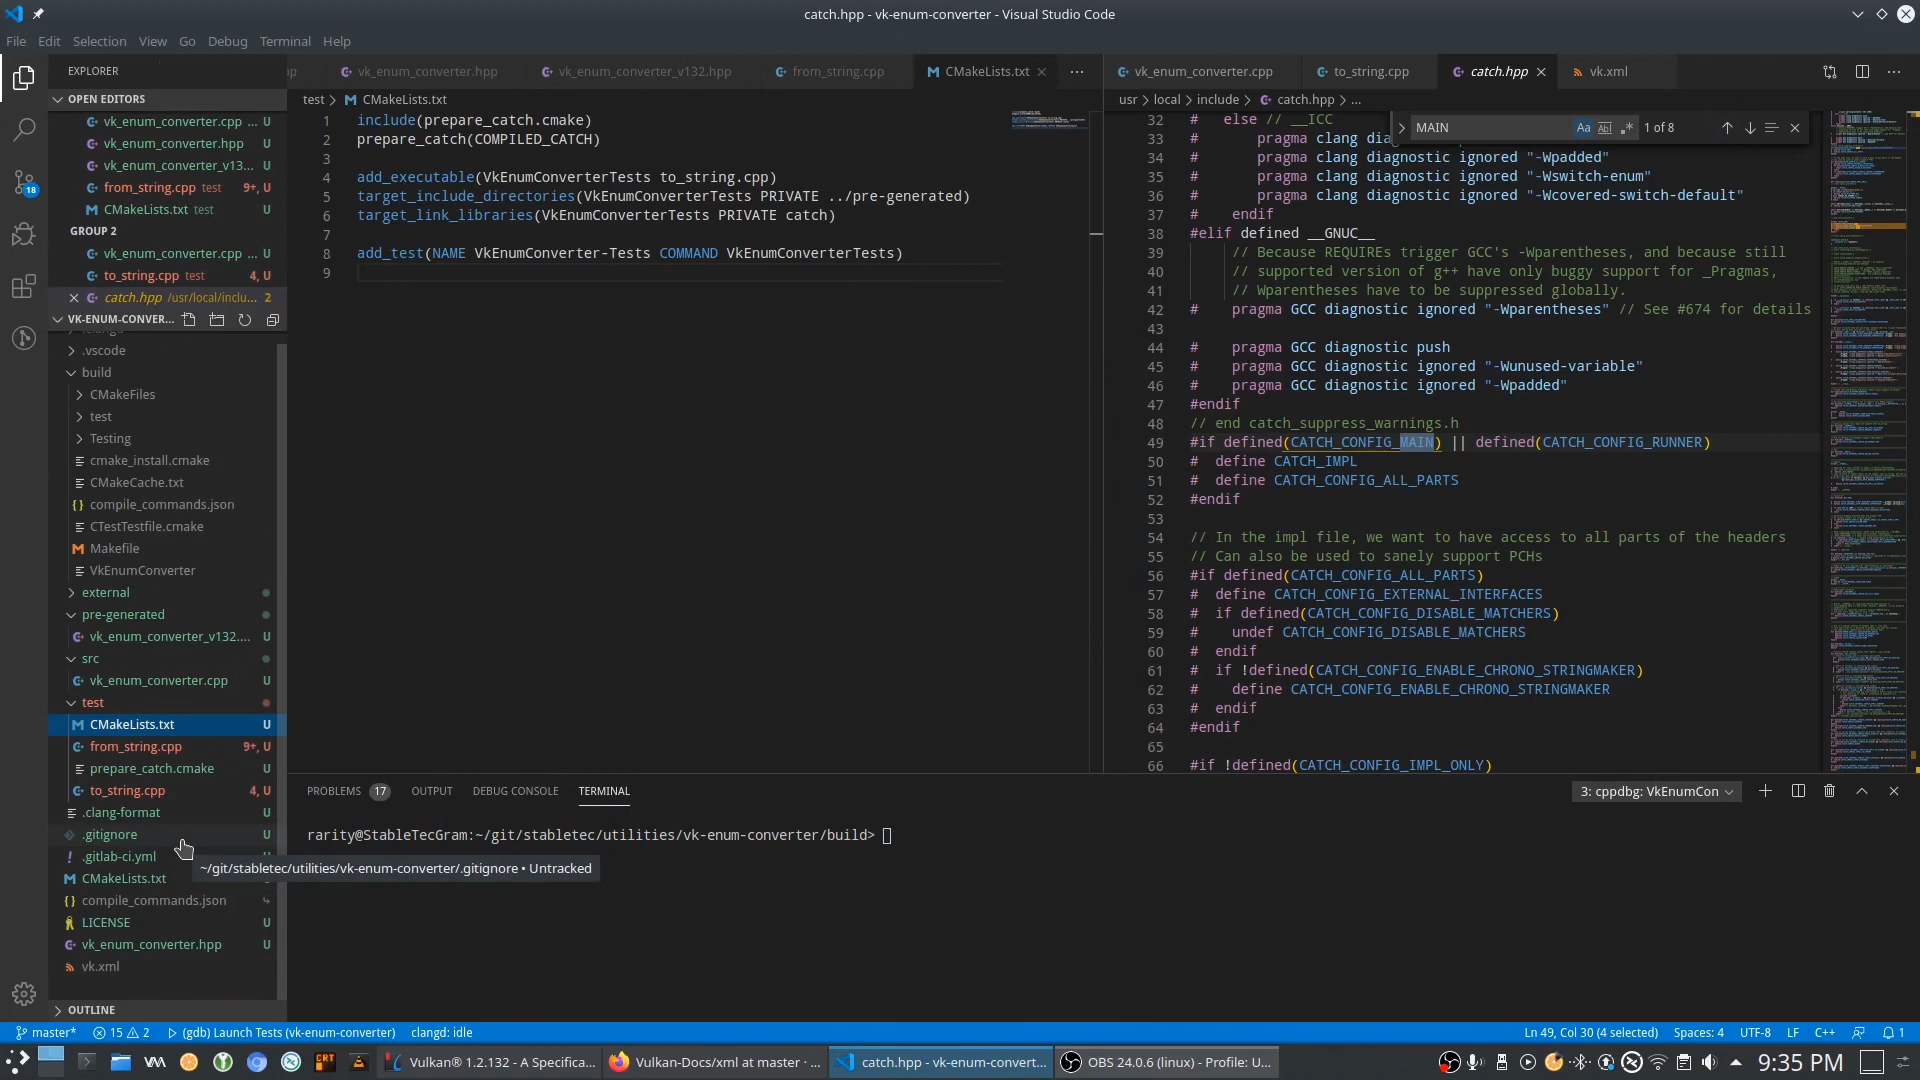 catch.hpp - vk-enum-converter - Visual Studio Code
File Edit Selection View Go Debug Terminal Help
EXPLORER
OPEN EDITORS
vk_enum_converter.cpp ... U
vk_enum_converter.hpp U
vk_enum_converter_v13... U
from_string.cpp test 9+, U
CMakeLists.txt test U
GROUP 2
vk_enum_converter.cpp ... U
to_string.cpp test 4, U
catch.hpp /usr/local/inclu... 2
VK-ENUM-CONVER...
.vscode
build
CMakeFiles
test
Testing
cmake_install.cmake
CMakeCache.txt
compile_commands.json
CTestTestfile.cmake
Makefile
VkEnumConverter
external
pre-generated
vk_enum_converter_v132....
src
vk_enum_converter.cpp U
test
CMakeLists.txt U
from_string.cpp 9+, U
prepare_catch.cmake U
to_string.cpp 4, U
.clang-format U
.gitignore U
.gitlab-ci.yml
CMakeLists.txt U
compile_commands.json
LICENSE U
vk_enum_converter.hpp U
vk.xml
OUTLINE
~/git/stabletec/utilities/vk-enum-converter/.gitignore • Untracked
vk_enum_converter.hpp vk_enum_converter_v132.hpp from_string.cpp CMakeLists.txt
test > CMakeLists.txt
1 include(prepare_catch.cmake)
2 prepare_catch(COMPILED_CATCH)
3
4 add_executable(VkEnumConverterTests to_string.cpp)
5 target_include_directories(VkEnumConverterTests PRIVATE ../pre-generated)
6 target_link_libraries(VkEnumConverterTests PRIVATE catch)
7
8 add_test(NAME VkEnumConverter-Tests COMMAND VkEnumConverterTests)
9
vk_enum_converter.cpp to_string.cpp catch.hpp vk.xml
usr > local > include > catch.hpp > ...
MAIN Aa Abl .* 1 of 8
32 # else // __ICC
33 # pragma clang diag
34 # pragma clang diagnostic ignored "-Wpadded"
35 # pragma clang diagnostic ignored "-Wswitch-enum"
36 # pragma clang diagnostic ignored "-Wcovered-switch-default"
37 # endif
38 #elif defined __GNUC__
39 // Because REQUIREs trigger GCC's -Wparentheses, and because still
40 // supported version of g++ have only buggy support for _Pragmas,
41 // Wparentheses have to be suppressed globally.
42 # pragma GCC diagnostic ignored "-Wparentheses" // See #674 for details
43
44 # pragma GCC diagnostic push
45 # pragma GCC diagnostic ignored "-Wunused-variable"
46 # pragma GCC diagnostic ignored "-Wpadded"
47 #endif
48 // end catch_suppress_warnings.h
49 #if defined(CATCH_CONFIG_MAIN) || defined(CATCH_CONFIG_RUNNER)
50 # define CATCH_IMPL
51 # define CATCH_CONFIG_ALL_PARTS
52 #endif
53
54 // In the impl file, we want to have access to all parts of the headers
55 // Can also be used to sanely support PCHs
56 #if defined(CATCH_CONFIG_ALL_PARTS)
57 # define CATCH_CONFIG_EXTERNAL_INTERFACES
58 # if defined(CATCH_CONFIG_DISABLE_MATCHERS)
59 # undef CATCH_CONFIG_DISABLE_MATCHERS
60 # endif
61 # if !defined(CATCH_CONFIG_ENABLE_CHRONO_STRINGMAKER)
62 # define CATCH_CONFIG_ENABLE_CHRONO_STRINGMAKER
63 # endif
64 #endif
65
66 #if !defined(CATCH_CONFIG_IMPL_ONLY)
PROBLEMS 17 OUTPUT DEBUG CONSOLE TERMINAL
3: cppdbg: VkEnumCon
rarity@StableTecGram:~/git/stabletec/utilities/vk-enum-converter/build>
18
master* 15 2 (gdb) Launch Tests (vk-enum-converter) clangd: idle
Ln 49, Col 30 (4 selected) Spaces: 4 UTF-8 LF C++ 1
CRT Vulkan® 1.2.132 - A Specifica... Vulkan-Docs/xml at master · ... catch.hpp - vk-enum-convert... OBS 24.0.6 (linux) - Profile: U...
9:35 PM